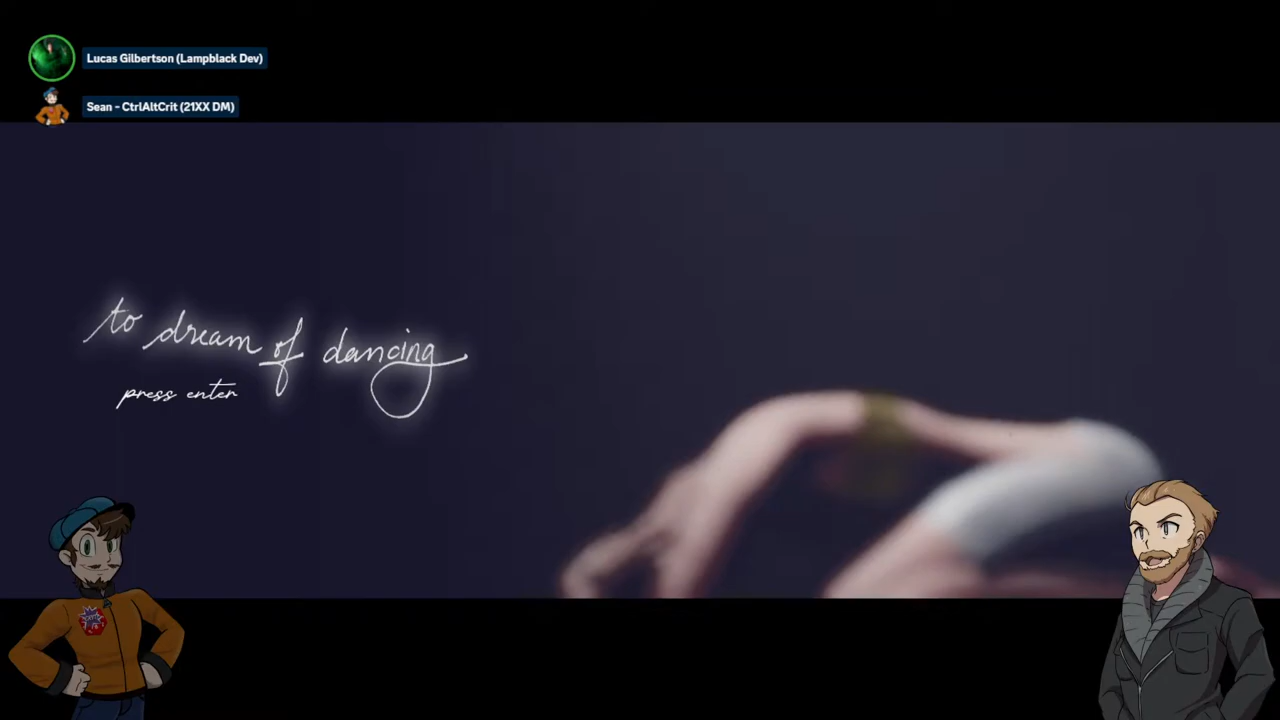 Lucas Gilbertson (Lampblack Dev)
Sean - CtrlAltCrit (21XX DM)
to dream of dancing
press enter